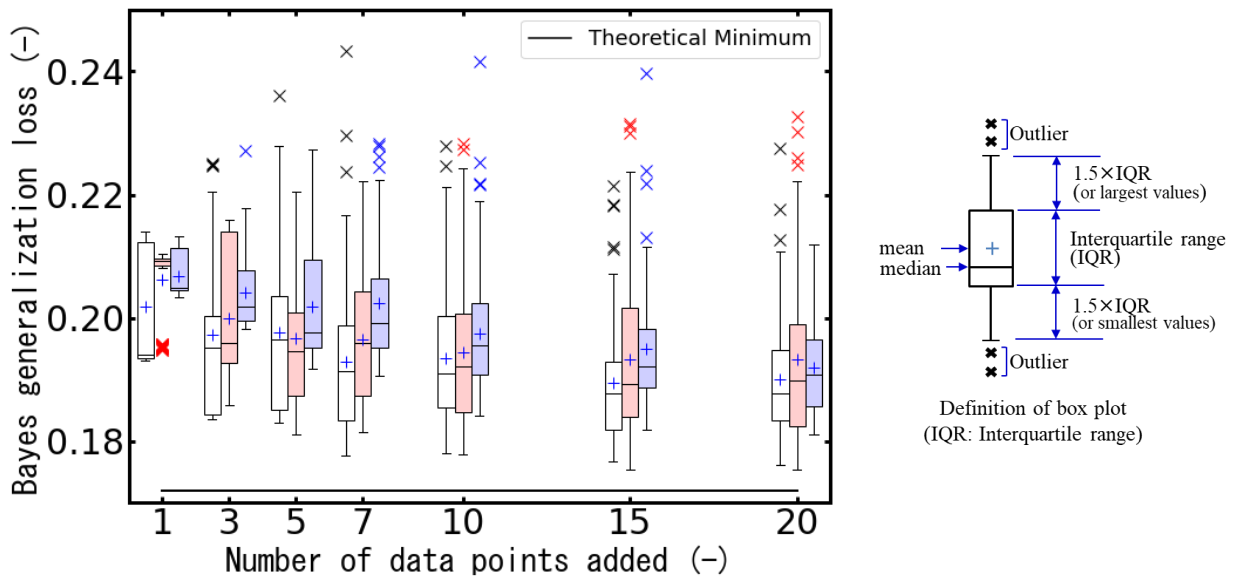 Bayes generalization loss (-)
0.24
0.22
0.20
0.18
Theoretical Minimum
1 3 5 7 10 15 20
Number of data points added (-)
Outlier
1.5×IQR
(or largest values)
mean
median
Interquartile range
(IQR)
1.5×IQR
(or smallest values)
Outlier
Definition of box plot
(IQR: Interquartile range)